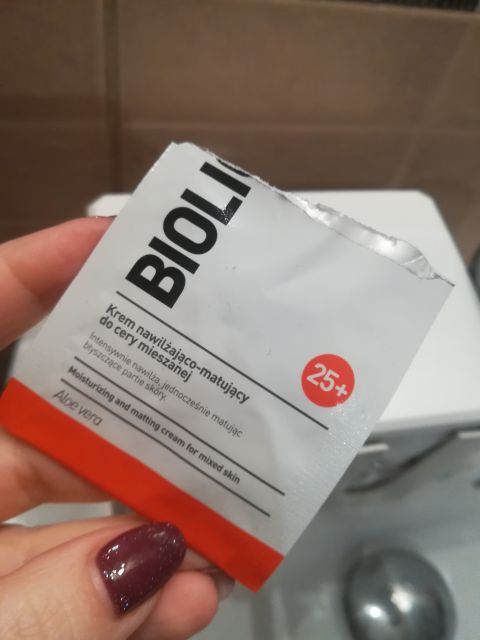 BIOLI
Krem nawilżająco-matujący
do cery mieszanej
Intensywnie nawilża, jednocześnie matując
błyszczące partie skóry.
25+
Moisturizing and matting cream for mixed skin
Aloe vera